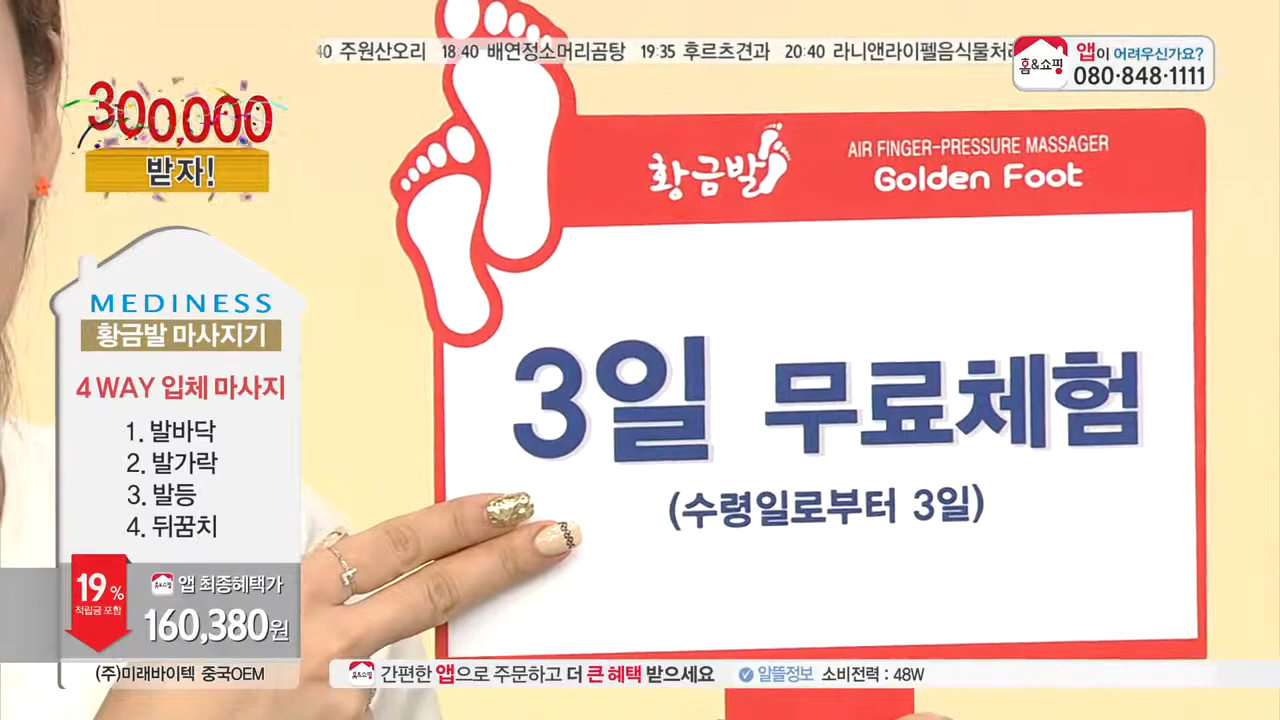 40 주원산오리 18:40 배연정소머리곰탕 19:35 후르츠견과 20:40 라니앤라이펠음식물처리
홈&쇼핑
앱이 어려우신가요?
080·848·1111
300,000
받자!
황금발
AIR FINGER-PRESSURE MASSAGER
Golden Foot
3일 무료체험
(수령일로부터 3일)
MEDINESS
황금발 마사지기
4 WAY 입체 마사지
1. 발바닥
2. 발가락
3. 발등
4. 뒤꿈치
19%
적립금 포함
홈&쇼핑 앱 최종혜택가
160,380원
(주)미래바이텍 중국OEM
홈&쇼핑 간편한 앱으로 주문하고 더 큰 혜택 받으세요 알뜰정보 소비전력 : 48W